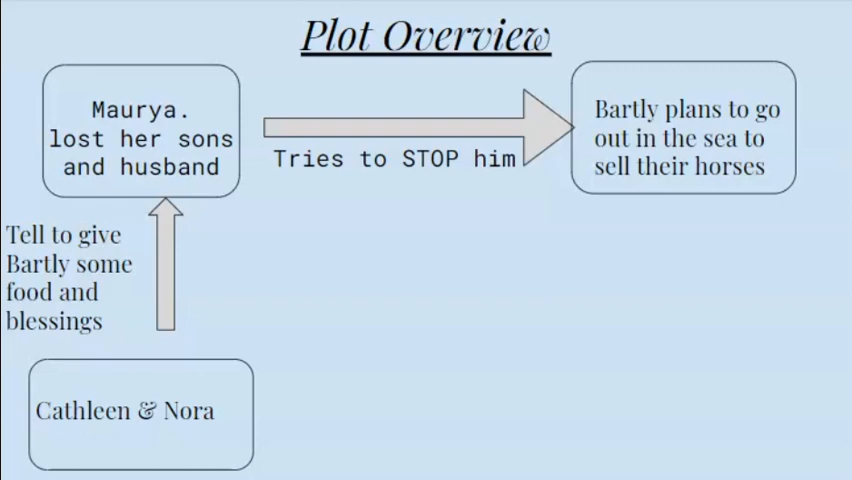 Plot Overview
Maurya.
lost her sons
and husband
Tries to STOP him
Bartly plans to go
out in the sea to
sell their horses
Tell to give
Bartly some
food and
blessings
Cathleen & Nora